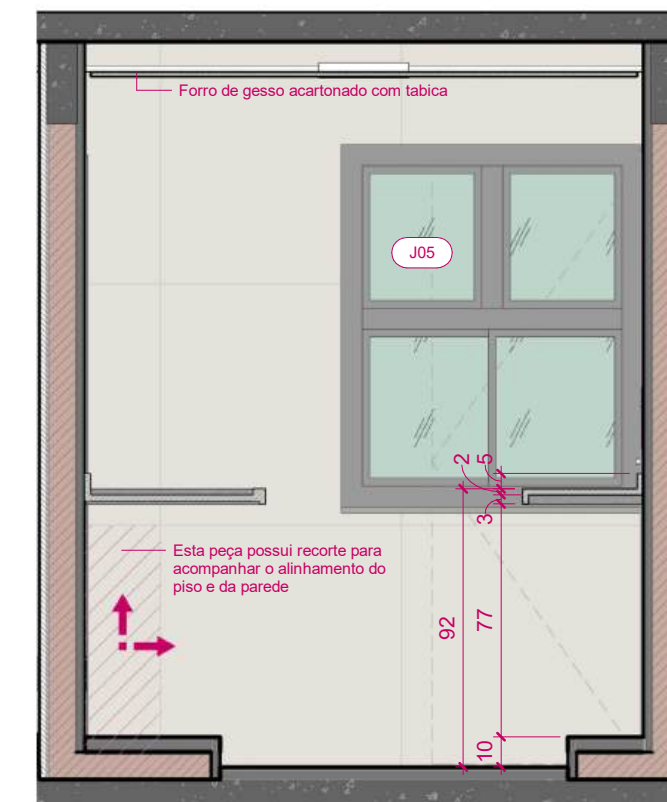 Forro de gesso acartonado com tabica
J05
2
5
3
Esta peça possui recorte para
acompanhar o alinhamento do
piso e da parede
92
77
10